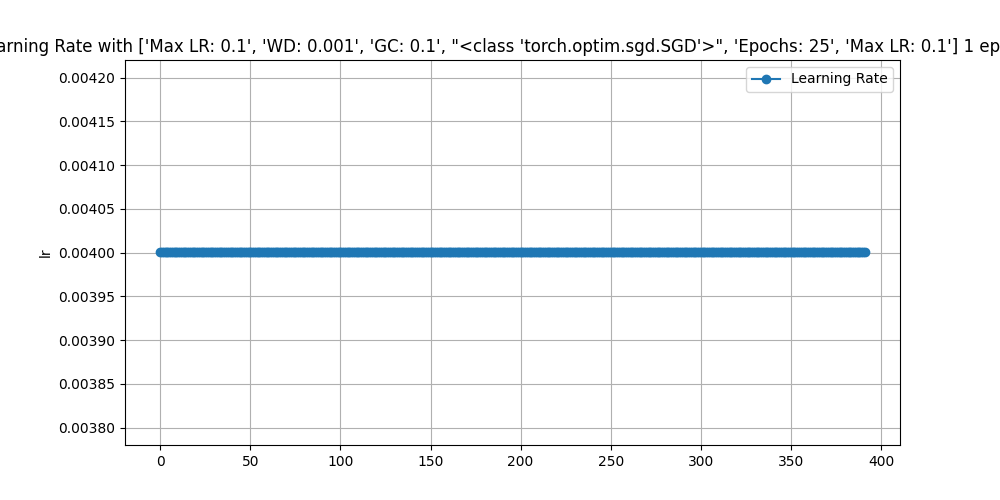 arning Rate with ['Max LR: 0.1', 'WD: 0.001', 'GC: 0.1', "<class 'torch.optim.sgd.SGD'>", 'Epochs: 25', 'Max LR: 0.1'] 1 ep
Learning Rate
lr
0.00420
0.00415
0.00410
0.00405
0.00400
0.00395
0.00390
0.00385
0.00380
0 50 100 150 200 250 300 350 400